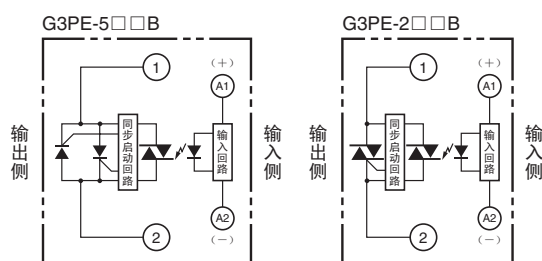 G3PE-5□□B
1
(+)
A1
输出侧
同步启动回路
输入回路
输入侧
A2
(−)
2
G3PE-2□□B
1
(+)
A1
输出侧
同步启动回路
输入回路
输入侧
A2
(−)
2